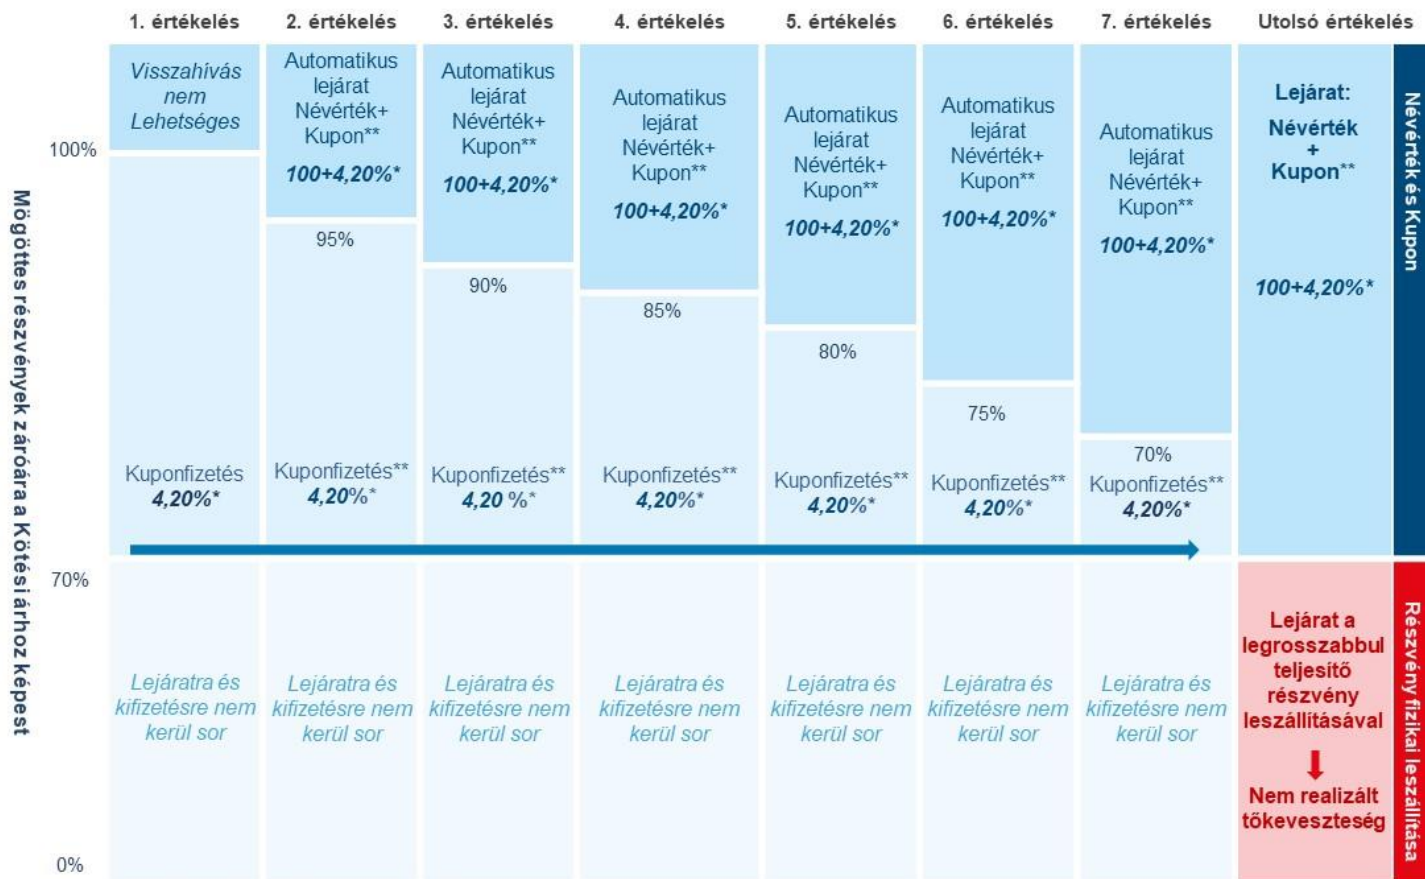 1. értékelés
2. értékelés
3. értékelés
4. értékelés
5. értékelés
6. értékelés
7. értékelés
Utolsó értékelés
Mögöttes részvények záróára a Kötési árhoz képest
100%
70%
0%
Visszahívás
nem
Lehetséges
Automatikus
lejárat
Névérték+
Kupon**
100+4,20%*
Automatikus
lejárat
Névérték+
Kupon**
100+4,20%*
Automatikus
lejárat
Névérték+
Kupon**
100+4,20%*
Automatikus
lejárat
Névérték+
Kupon**
100+4,20%*
Automatikus
lejárat
Névérték+
Kupon**
100+4,20%*
Automatikus
lejárat
Névérték+
Kupon**
100+4,20%*
Lejárat:
Névérték
+
Kupon**
100+4,20%*
Névérték és Kupon
95%
90%
85%
80%
75%
70%
Kuponfizetés
4,20%*
Kuponfizetés**
4,20%*
Kuponfizetés**
4,20 %*
Kuponfizetés**
4,20%*
Kuponfizetés**
4,20%*
Kuponfizetés**
4,20%*
Kuponfizetés**
4,20%*
Lejáratra és
kifizetésre nem
kerül sor
Lejáratra és
kifizetésre nem
kerül sor
Lejáratra és
kifizetésre nem
kerül sor
Lejáratra és
kifizetésre nem
kerül sor
Lejáratra és
kifizetésre nem
kerül sor
Lejáratra és
kifizetésre nem
kerül sor
Lejáratra és
kifizetésre nem
kerül sor
Lejárat a
legrosszabbul
teljesítő
részvény
leszállításával
Nem realizált
tőkeveszteség
Részvény fizikai leszállítása